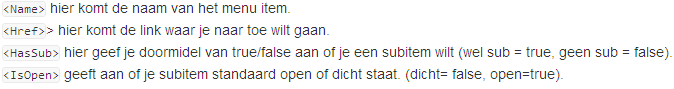 <Name> hier komt de naam van het menu item.
<Href>> hier komt de link waar je naar toe wilt gaan.
<HasSub> hier geef je doormidel van true/false aan of je een subitem wilt (wel sub = true, geen sub = false).
<IsOpen> geeft aan of je subitem standaard open of dicht staat. (dicht= false, open=true).